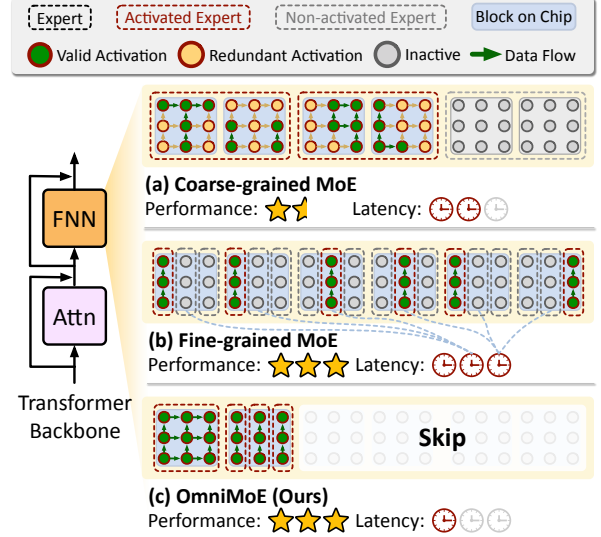 Expert Activated Expert Non-activated Expert Block on Chip
Valid Activation Redundant Activation Inactive Data Flow
(a) Coarse-grained MoE
Performance: Latency:
FNN
(b) Fine-grained MoE
Performance: Latency:
Attn
Transformer
Backbone
Skip
(c) OmniMoE (Ours)
Performance: Latency: